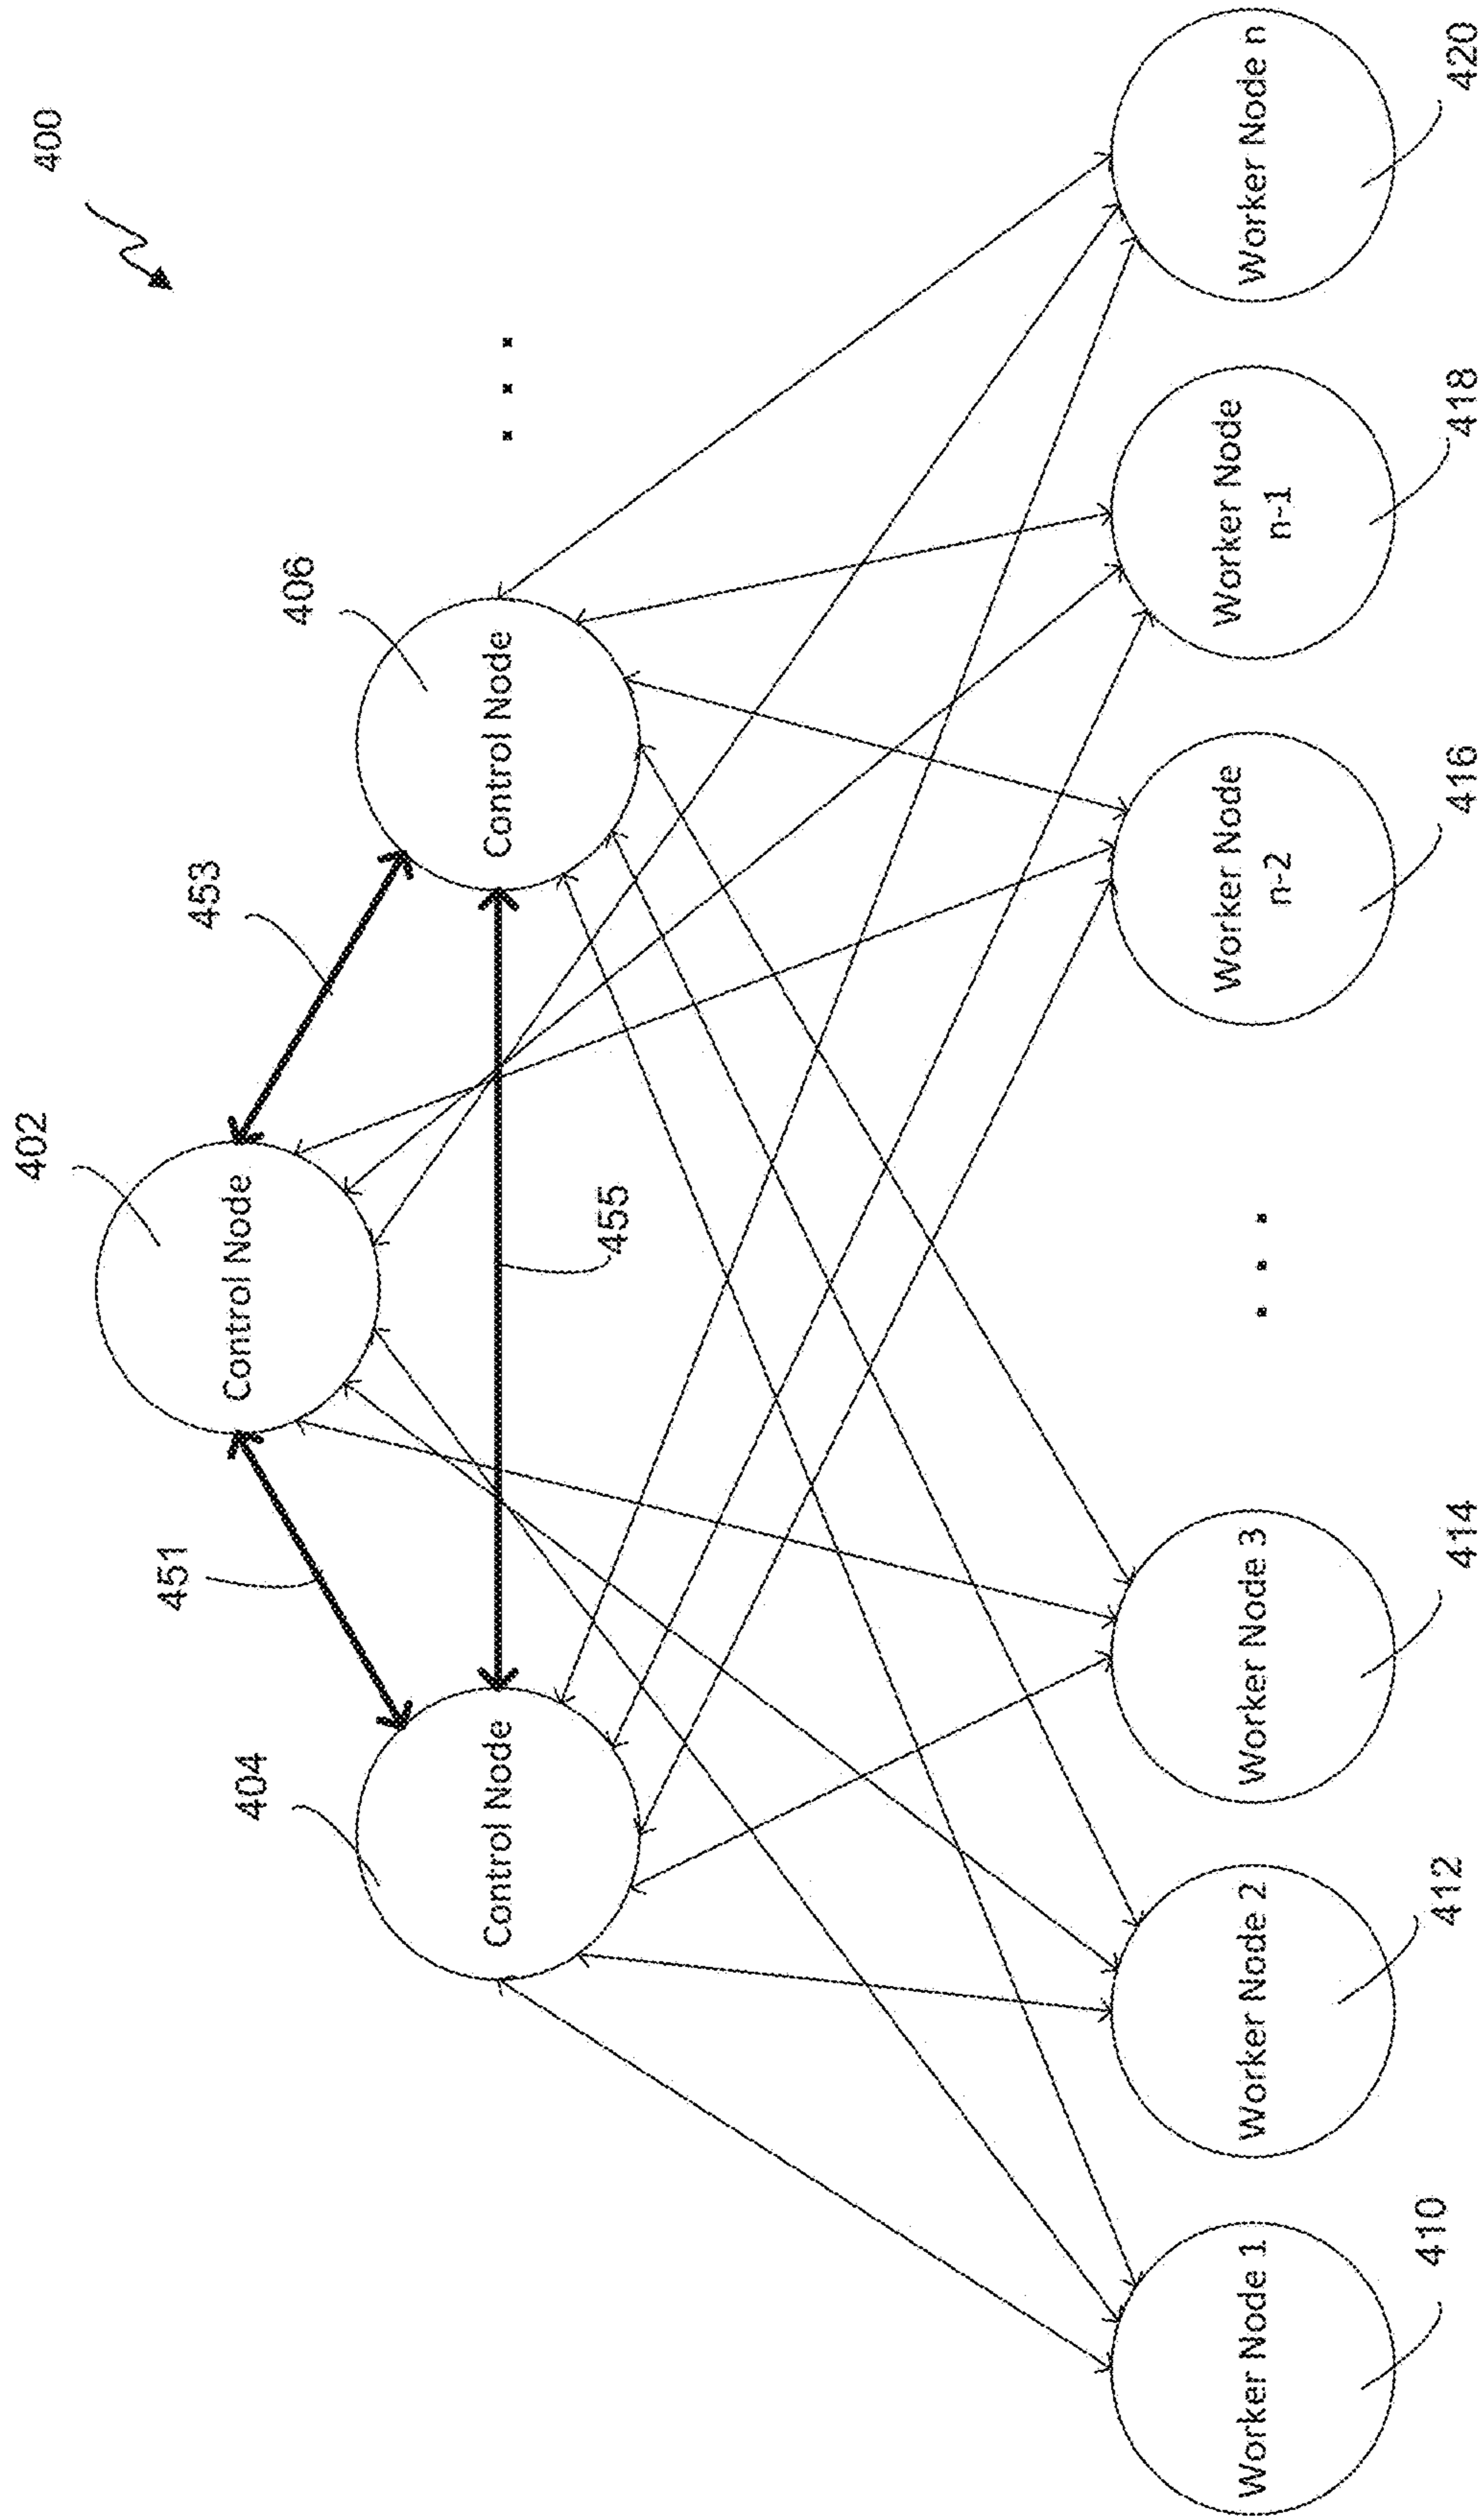 400
402
Control Node
451
453
404
406
Control Node
Control Node
455
Worker Node 1
Worker Node 2
Worker Node 3
Worker Node
n-2
Worker Node
n-1
Worker Node n
410
412
414
416
418
420